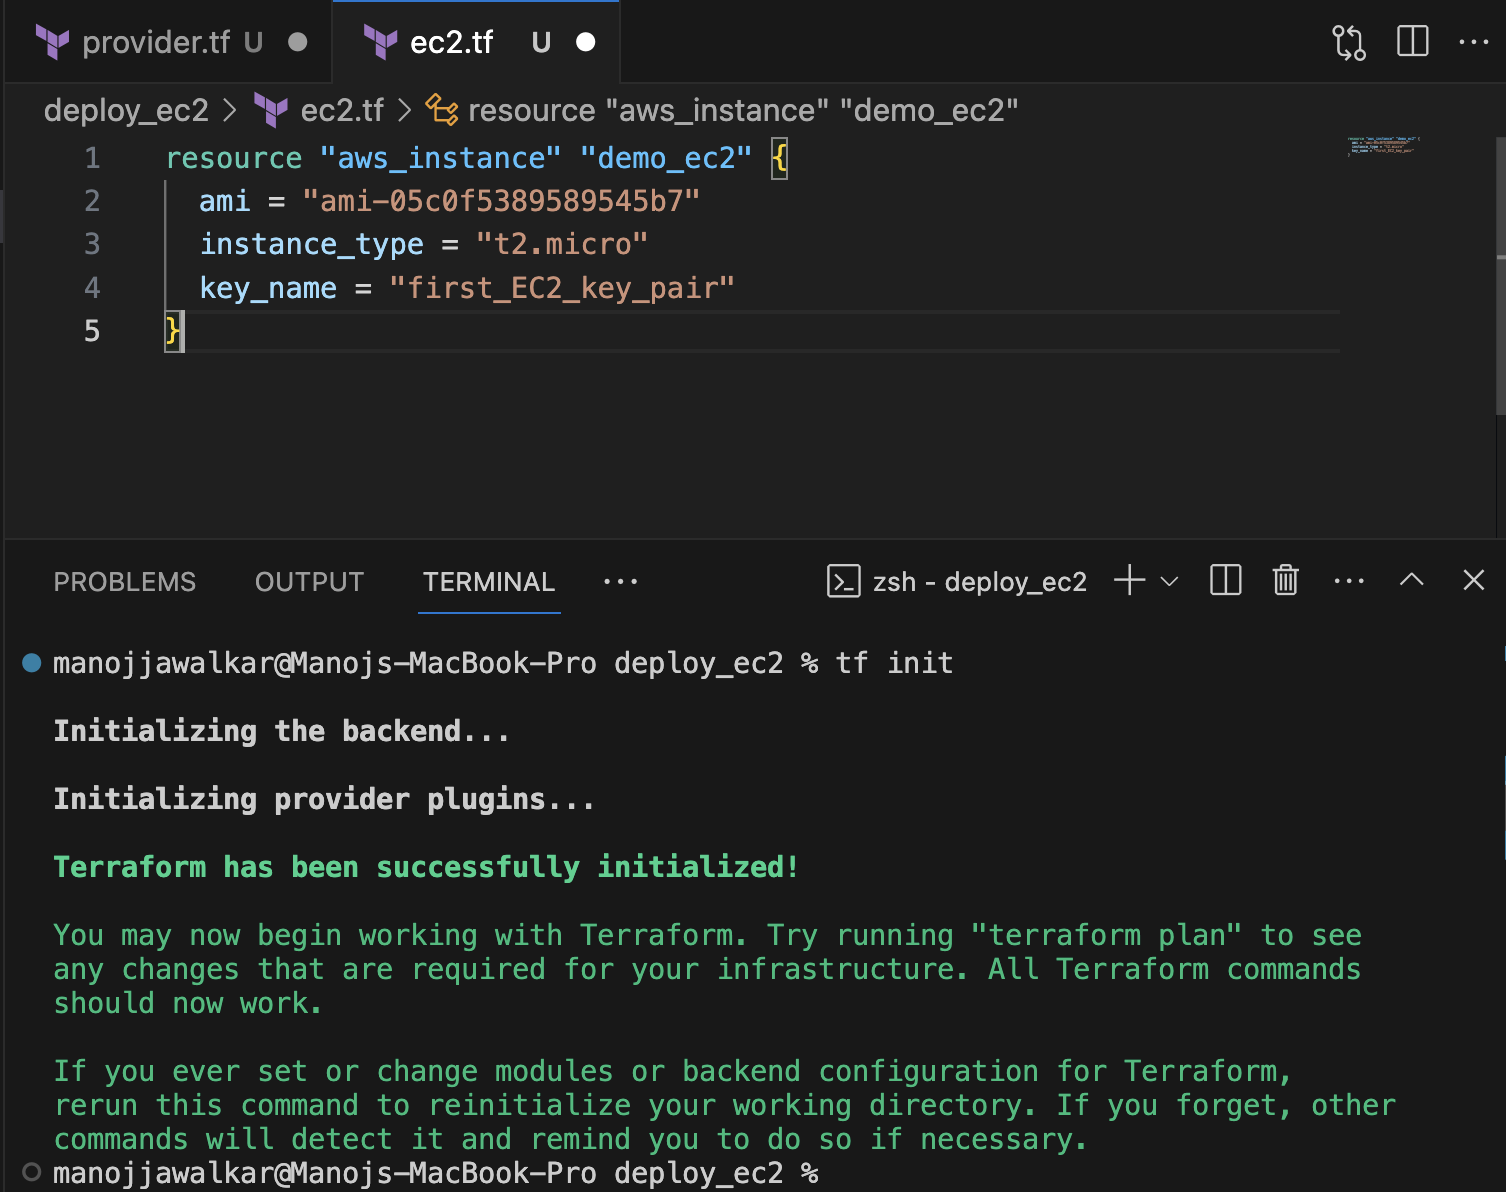 provider.tf U
ec2.tf U
deploy_ec2 > ec2.tf > resource "aws_instance" "demo_ec2"
1 resource "aws_instance" "demo_ec2" {
2 ami = "ami-05c0f5389589545b7"
3 instance_type = "t2.micro"
4 key_name = "first_EC2_key_pair"
5 }
PROBLEMS OUTPUT TERMINAL ... zsh - deploy_ec2
manojjawalkar@Manojs-MacBook-Pro deploy_ec2 % tf init
Initializing the backend...
Initializing provider plugins...
Terraform has been successfully initialized!
You may now begin working with Terraform. Try running "terraform plan" to see
any changes that are required for your infrastructure. All Terraform commands
should now work.
If you ever set or change modules or backend configuration for Terraform,
rerun this command to reinitialize your working directory. If you forget, other
commands will detect it and remind you to do so if necessary.
manojjawalkar@Manojs-MacBook-Pro deploy_ec2 %